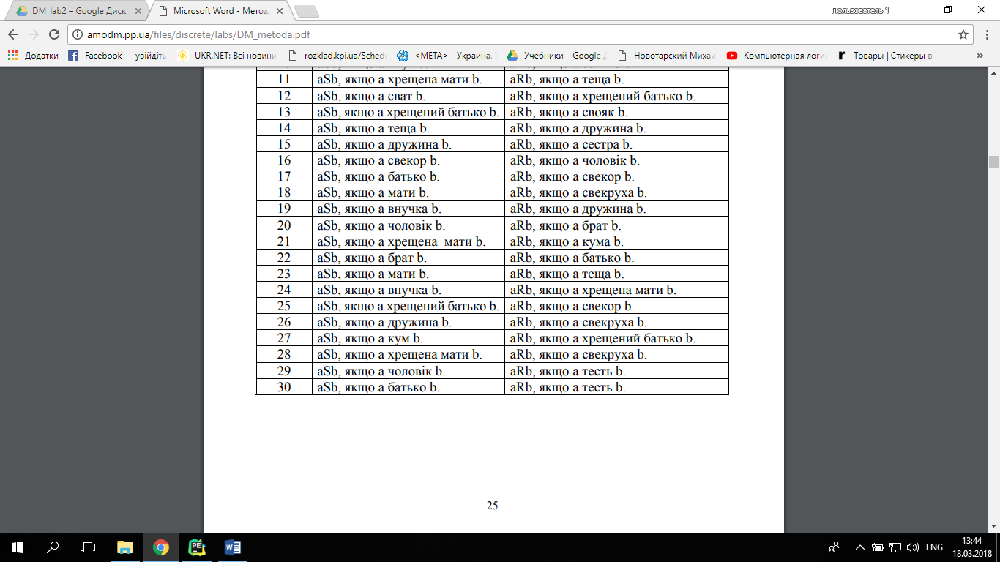 DM_lab2 – Google Диск
Microsoft Word - Метод
Пользователь 1
amodm.pp.ua/files/discrete/labs/DM_metoda.pdf
Додатки Facebook — увійдіть UKR.NET: Всі новини rozklad.kpi.ua/Sched <META> - Украина. Учебники – Google Новотарский Михаи Компьютерная логи Товары | Стикеры в »
11 aSb, якщо a хрещена мати b. aRb, якщо a теща b.
12 aSb, якщо a сват b. aRb, якщо a хрещений батько b.
13 aSb, якщо a хрещений батько b. aRb, якщо a свояк b.
14 aSb, якщо a теща b. aRb, якщо a дружина b.
15 aSb, якщо a дружина b. aRb, якщо a сестра b.
16 aSb, якщо a свекор b. aRb, якщо a чоловік b.
17 aSb, якщо a батько b. aRb, якщо a свекор b.
18 aSb, якщо a мати b. aRb, якщо a свекруха b.
19 aSb, якщо a внучка b. aRb, якщо a дружина b.
20 aSb, якщо a чоловік b. aRb, якщо a брат b.
21 aSb, якщо a хрещена мати b. aRb, якщо a кума b.
22 aSb, якщо a брат b. aRb, якщо a батько b.
23 aSb, якщо a мати b. aRb, якщо a теща b.
24 aSb, якщо a внучка b. aRb, якщо a хрещена мати b.
25 aSb, якщо a хрещений батько b. aRb, якщо a свекор b.
26 aSb, якщо a дружина b. aRb, якщо a свекруха b.
27 aSb, якщо a кум b. aRb, якщо a хрещений батько b.
28 aSb, якщо a хрещена мати b. aRb, якщо a свекруха b.
29 aSb, якщо a чоловік b. aRb, якщо a тесть b.
30 aSb, якщо a батько b. aRb, якщо a тесть b.
25
ENG
13:44
18.03.2018